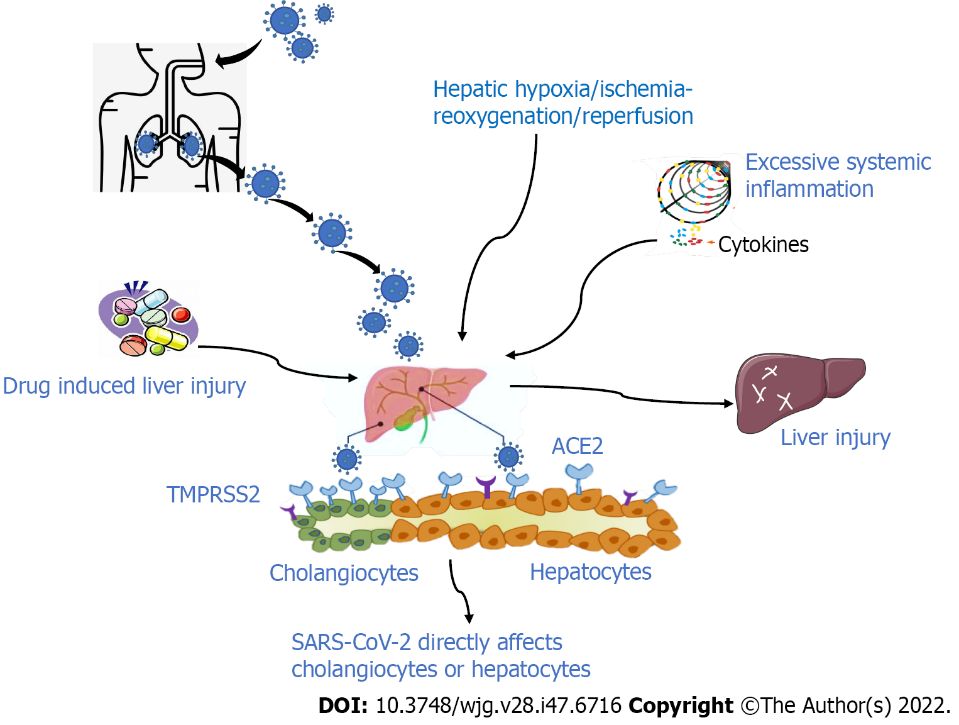 Hepatic hypoxia/ischemia-
reoxygenation/reperfusion
Excessive systemic
inflammation
Cytokines
Drug induced liver injury
Liver injury
ACE2
TMPRSS2
Cholangiocytes
Hepatocytes
SARS-CoV-2 directly affects
cholangiocytes or hepatocytes
DOI: 10.3748/wjg.v28.i47.6716 Copyright ©The Author(s) 2022.